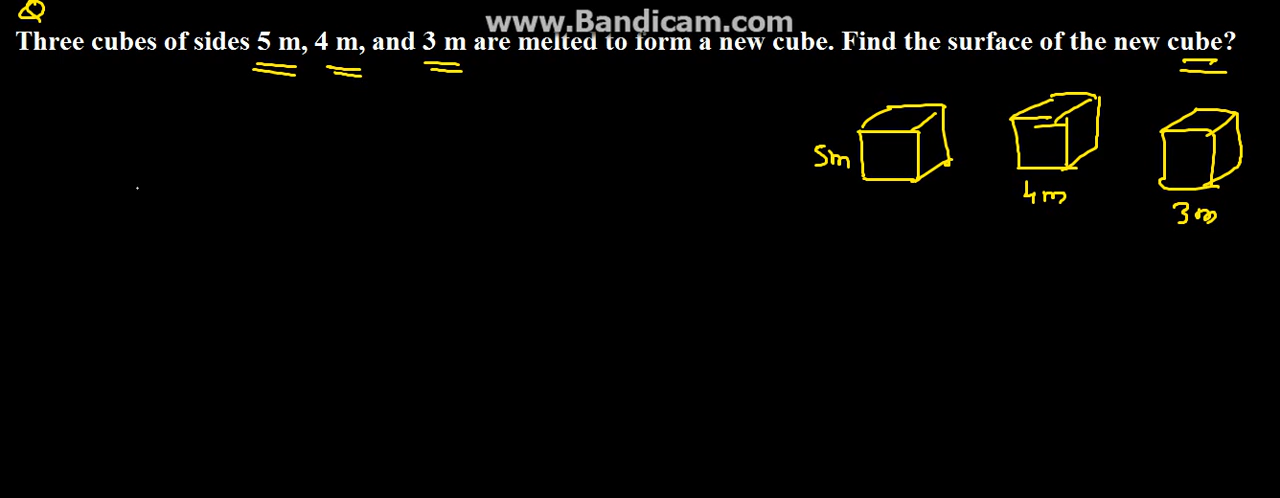 Q
www.Bandicam.com
Three cubes of sides 5 m, 4 m, and 3 m are melted to form a new cube. Find the surface of the new cube?
5m
4m
3m